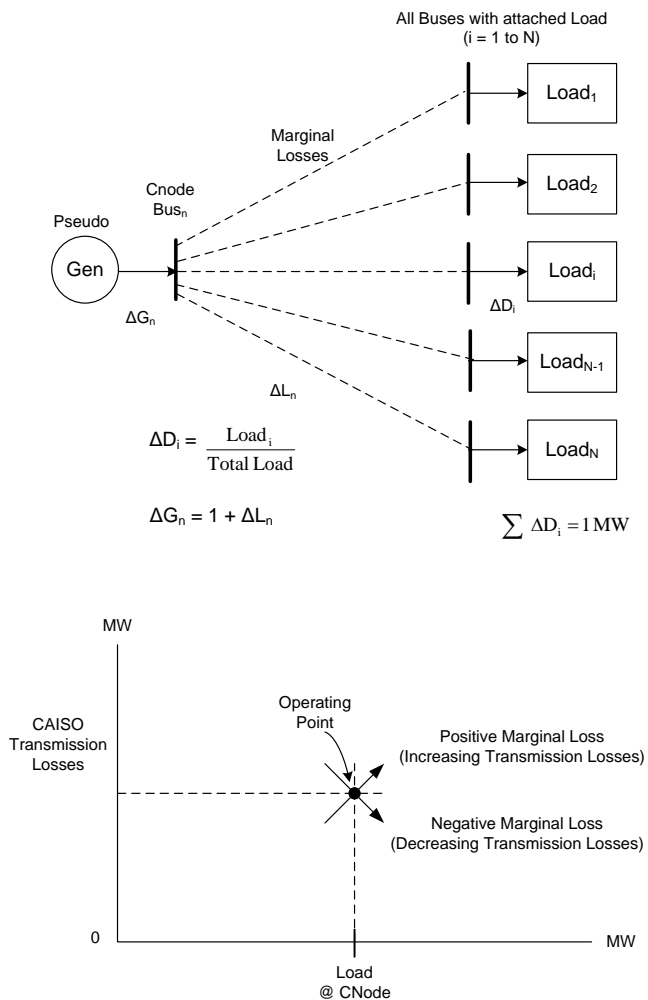 All Buses with attached Load
(i = 1 to N)
Load₁
Marginal
Losses
Load₂
Cnode
Busₙ
Pseudo
Gen
Loadᵢ
ΔGₙ
ΔDᵢ
Load_N-1
ΔLₙ
ΔDᵢ = Loadᵢ / Total Load
Load_N
ΔGₙ = 1 + ΔLₙ
∑ ΔDᵢ = 1 MW
MW
CAISO
Transmission
Losses
Operating
Point
Positive Marginal Loss
(Increasing Transmission Losses)
Negative Marginal Loss
(Decreasing Transmission Losses)
0
MW
Load
@ CNode